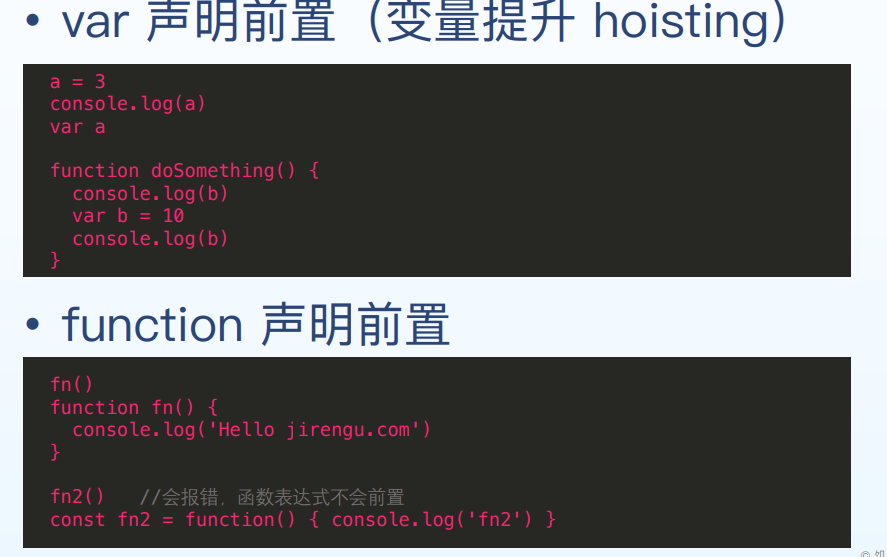 • var 声明前置（变量提升 hoisting)
a = 3
console.log(a)
var a
function doSomething() {
  console.log(b)
  var b = 10
  console.log(b)
}
• function 声明前置
fn()
function fn() {
  console.log('Hello jirengu.com')
}
fn2()   //会报错，函数表达式不会前置
const fn2 = function() { console.log('fn2') }